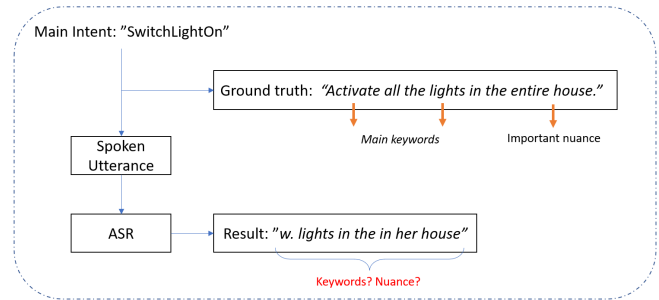 Main Intent: ”SwitchLightOn”
Ground truth: “Activate all the lights in the entire house.”
Main keywords
Important nuance
Spoken
Utterance
ASR
Result: ”w. lights in the in her house”
Keywords? Nuance?